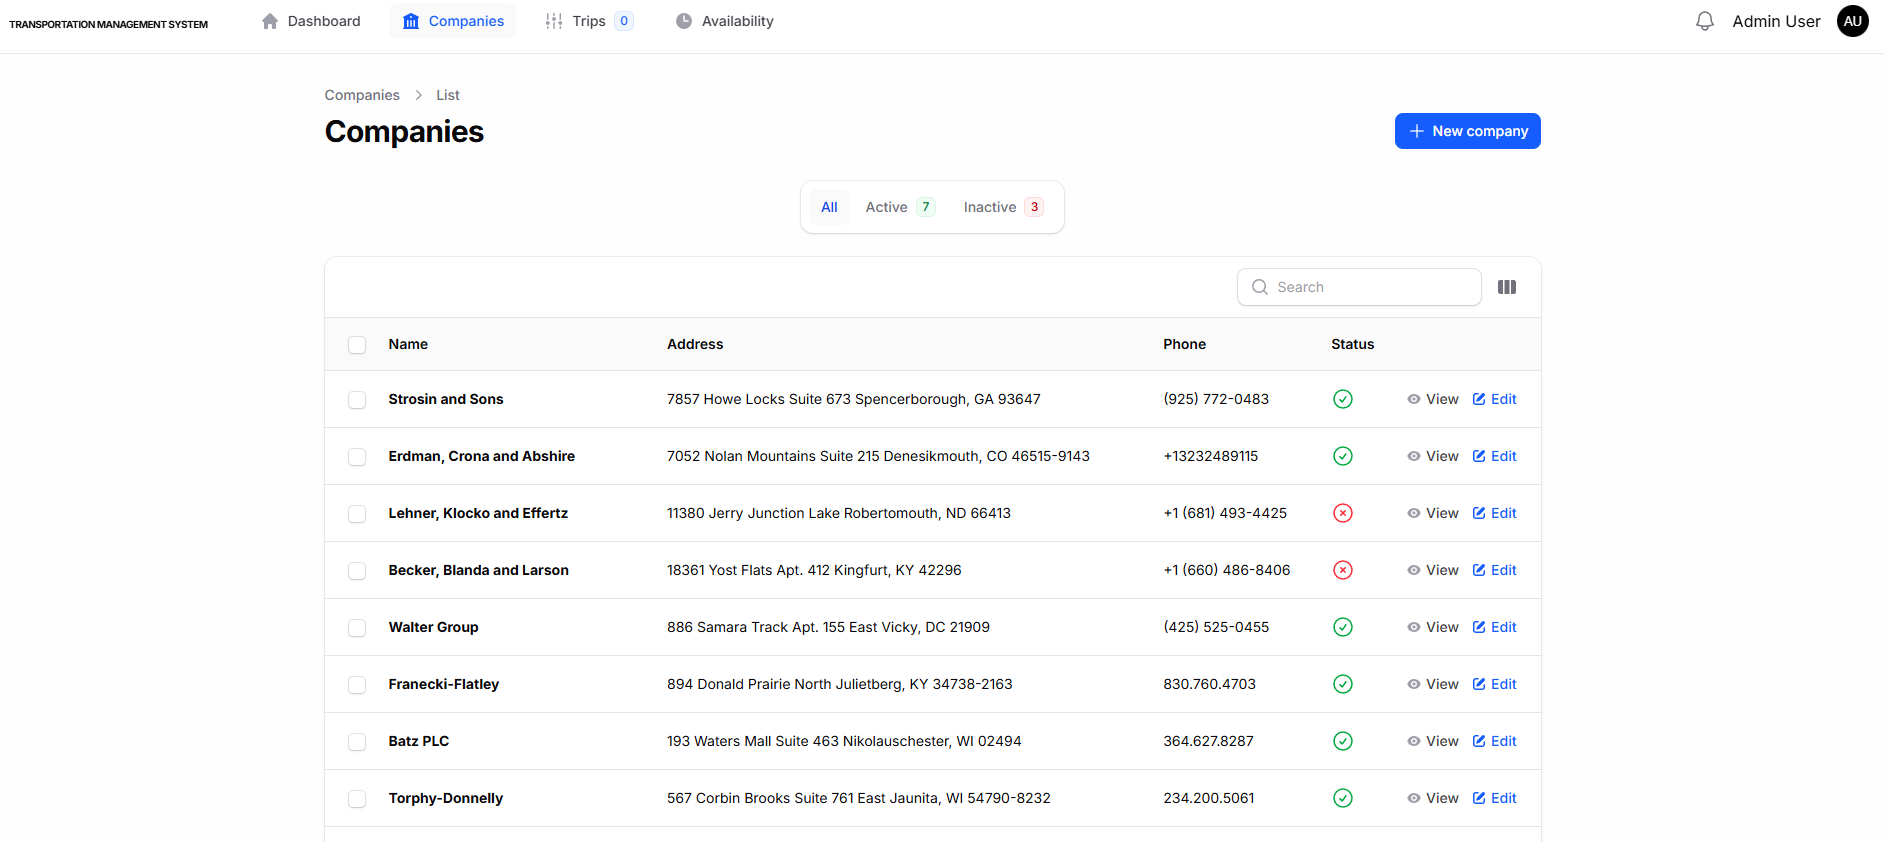 TRANSPORTATION MANAGEMENT SYSTEM Dashboard Companies Trips 0 Availability Admin User AU
Companies > List
Companies
New company
All Active 7 Inactive 3
Search
Name Address Phone Status
Strosin and Sons 7857 Howe Locks Suite 673 Spencerborough, GA 93647 (925) 772-0483 View Edit
Erdman, Crona and Abshire 7052 Nolan Mountains Suite 215 Denesikmouth, CO 46515-9143 +13232489115 View Edit
Lehner, Klocko and Effertz 11380 Jerry Junction Lake Robertomouth, ND 66413 +1 (681) 493-4425 View Edit
Becker, Blanda and Larson 18361 Yost Flats Apt. 412 Kingfurt, KY 42296 +1 (660) 486-8406 View Edit
Walter Group 886 Samara Track Apt. 155 East Vicky, DC 21909 (425) 525-0455 View Edit
Franecki-Flatley 894 Donald Prairie North Julietberg, KY 34738-2163 830.760.4703 View Edit
Batz PLC 193 Waters Mall Suite 463 Nikolauschester, WI 02494 364.627.8287 View Edit
Torphy-Donnelly 567 Corbin Brooks Suite 761 East Jaunita, WI 54790-8232 234.200.5061 View Edit